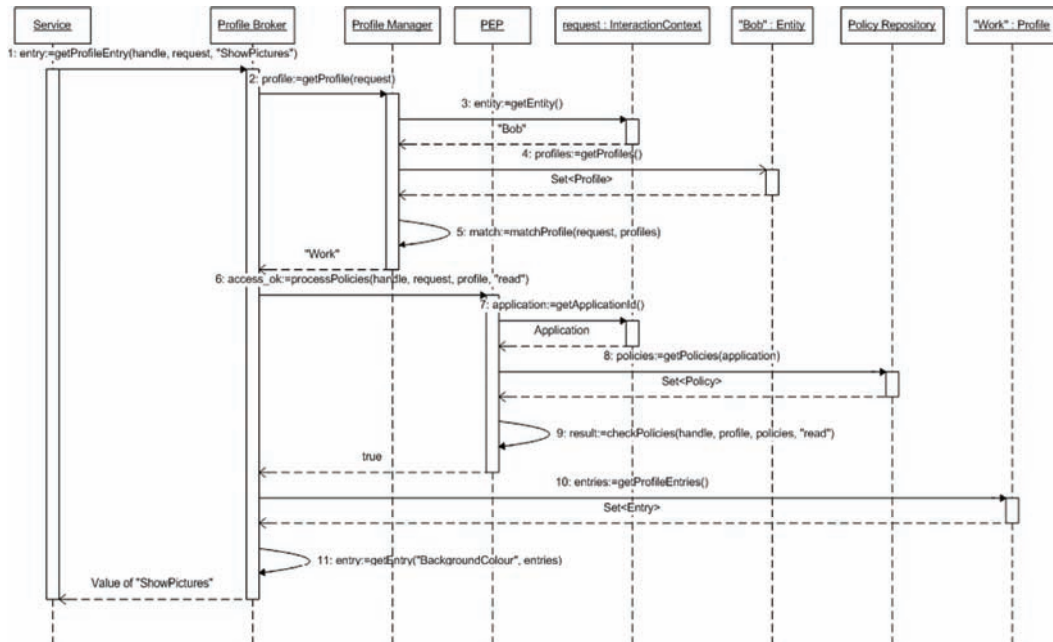 Service
Profile Broker
Profile Manager
PEP
request : InteractionContext
"Bob" : Entity
Policy Repository
"Work" : Profile
1: entry:=getProfileEntry(handle, request, "ShowPictures")
2: profile:=getProfile(request)
3: entity:=getEntity()
"Bob"
4: profiles:=getProfiles()
Set<Profile>
5: match:=matchProfile(request, profiles)
"Work"
6: access_ok:=processPolicies(handle, request, profile, "read")
7: application:=getApplicationId()
Application
8: policies:=getPolicies(application)
Set<Policy>
9: result:=checkPolicies(handle, profile, policies, "read")
true
10: entries:=getProfileEntries()
Set<Entry>
11: entry:=getEntry("BackgroundColour", entries)
Value of "ShowPictures"